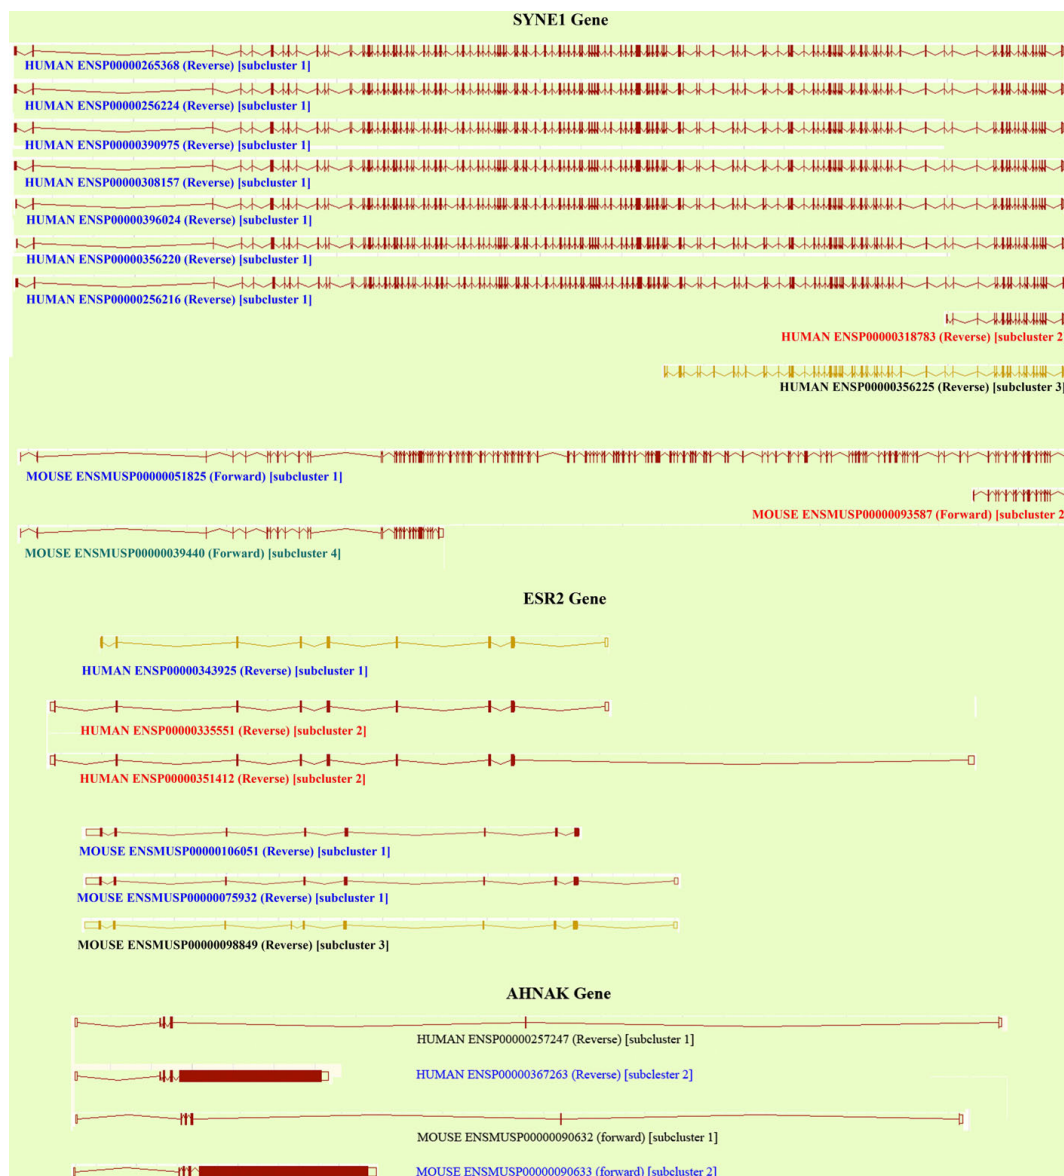 SYNE1 Gene
HUMAN ENSP00000265368 (Reverse) [subcluster 1]
HUMAN ENSP00000256224 (Reverse) [subcluster 1]
HUMAN ENSP00000390975 (Reverse) [subcluster 1]
HUMAN ENSP00000308157 (Reverse) [subcluster 1]
HUMAN ENSP00000396024 (Reverse) [subcluster 1]
HUMAN ENSP00000356220 (Reverse) [subcluster 1]
HUMAN ENSP00000256216 (Reverse) [subcluster 1]
HUMAN ENSP00000318783 (Reverse) [subcluster 2
HUMAN ENSP00000356225 (Reverse) [subcluster 3]
MOUSE ENSMUSP00000051825 (Forward) [subcluster 1]
MOUSE ENSMUSP00000093587 (Forward) [subcluster 2
MOUSE ENSMUSP00000039440 (Forward) [subcluster 4]
ESR2 Gene
HUMAN ENSP00000343925 (Reverse) [subcluster 1]
HUMAN ENSP00000335551 (Reverse) [subcluster 2]
HUMAN ENSP00000351412 (Reverse) [subcluster 2]
MOUSE ENSMUSP00000106051 (Reverse) [subcluster 1]
MOUSE ENSMUSP00000075932 (Reverse) [subcluster 1]
MOUSE ENSMUSP00000098849 (Reverse) [subcluster 3]
AHNAK Gene
HUMAN ENSP00000257247 (Reverse) [subcluster 1]
HUMAN ENSP00000367263 (Reverse) [subclester 2]
MOUSE ENSMUSP00000090632 (forward) [subcluster 1]
MOUSE ENSMUSP00000090633 (forward) [subcluster 2]